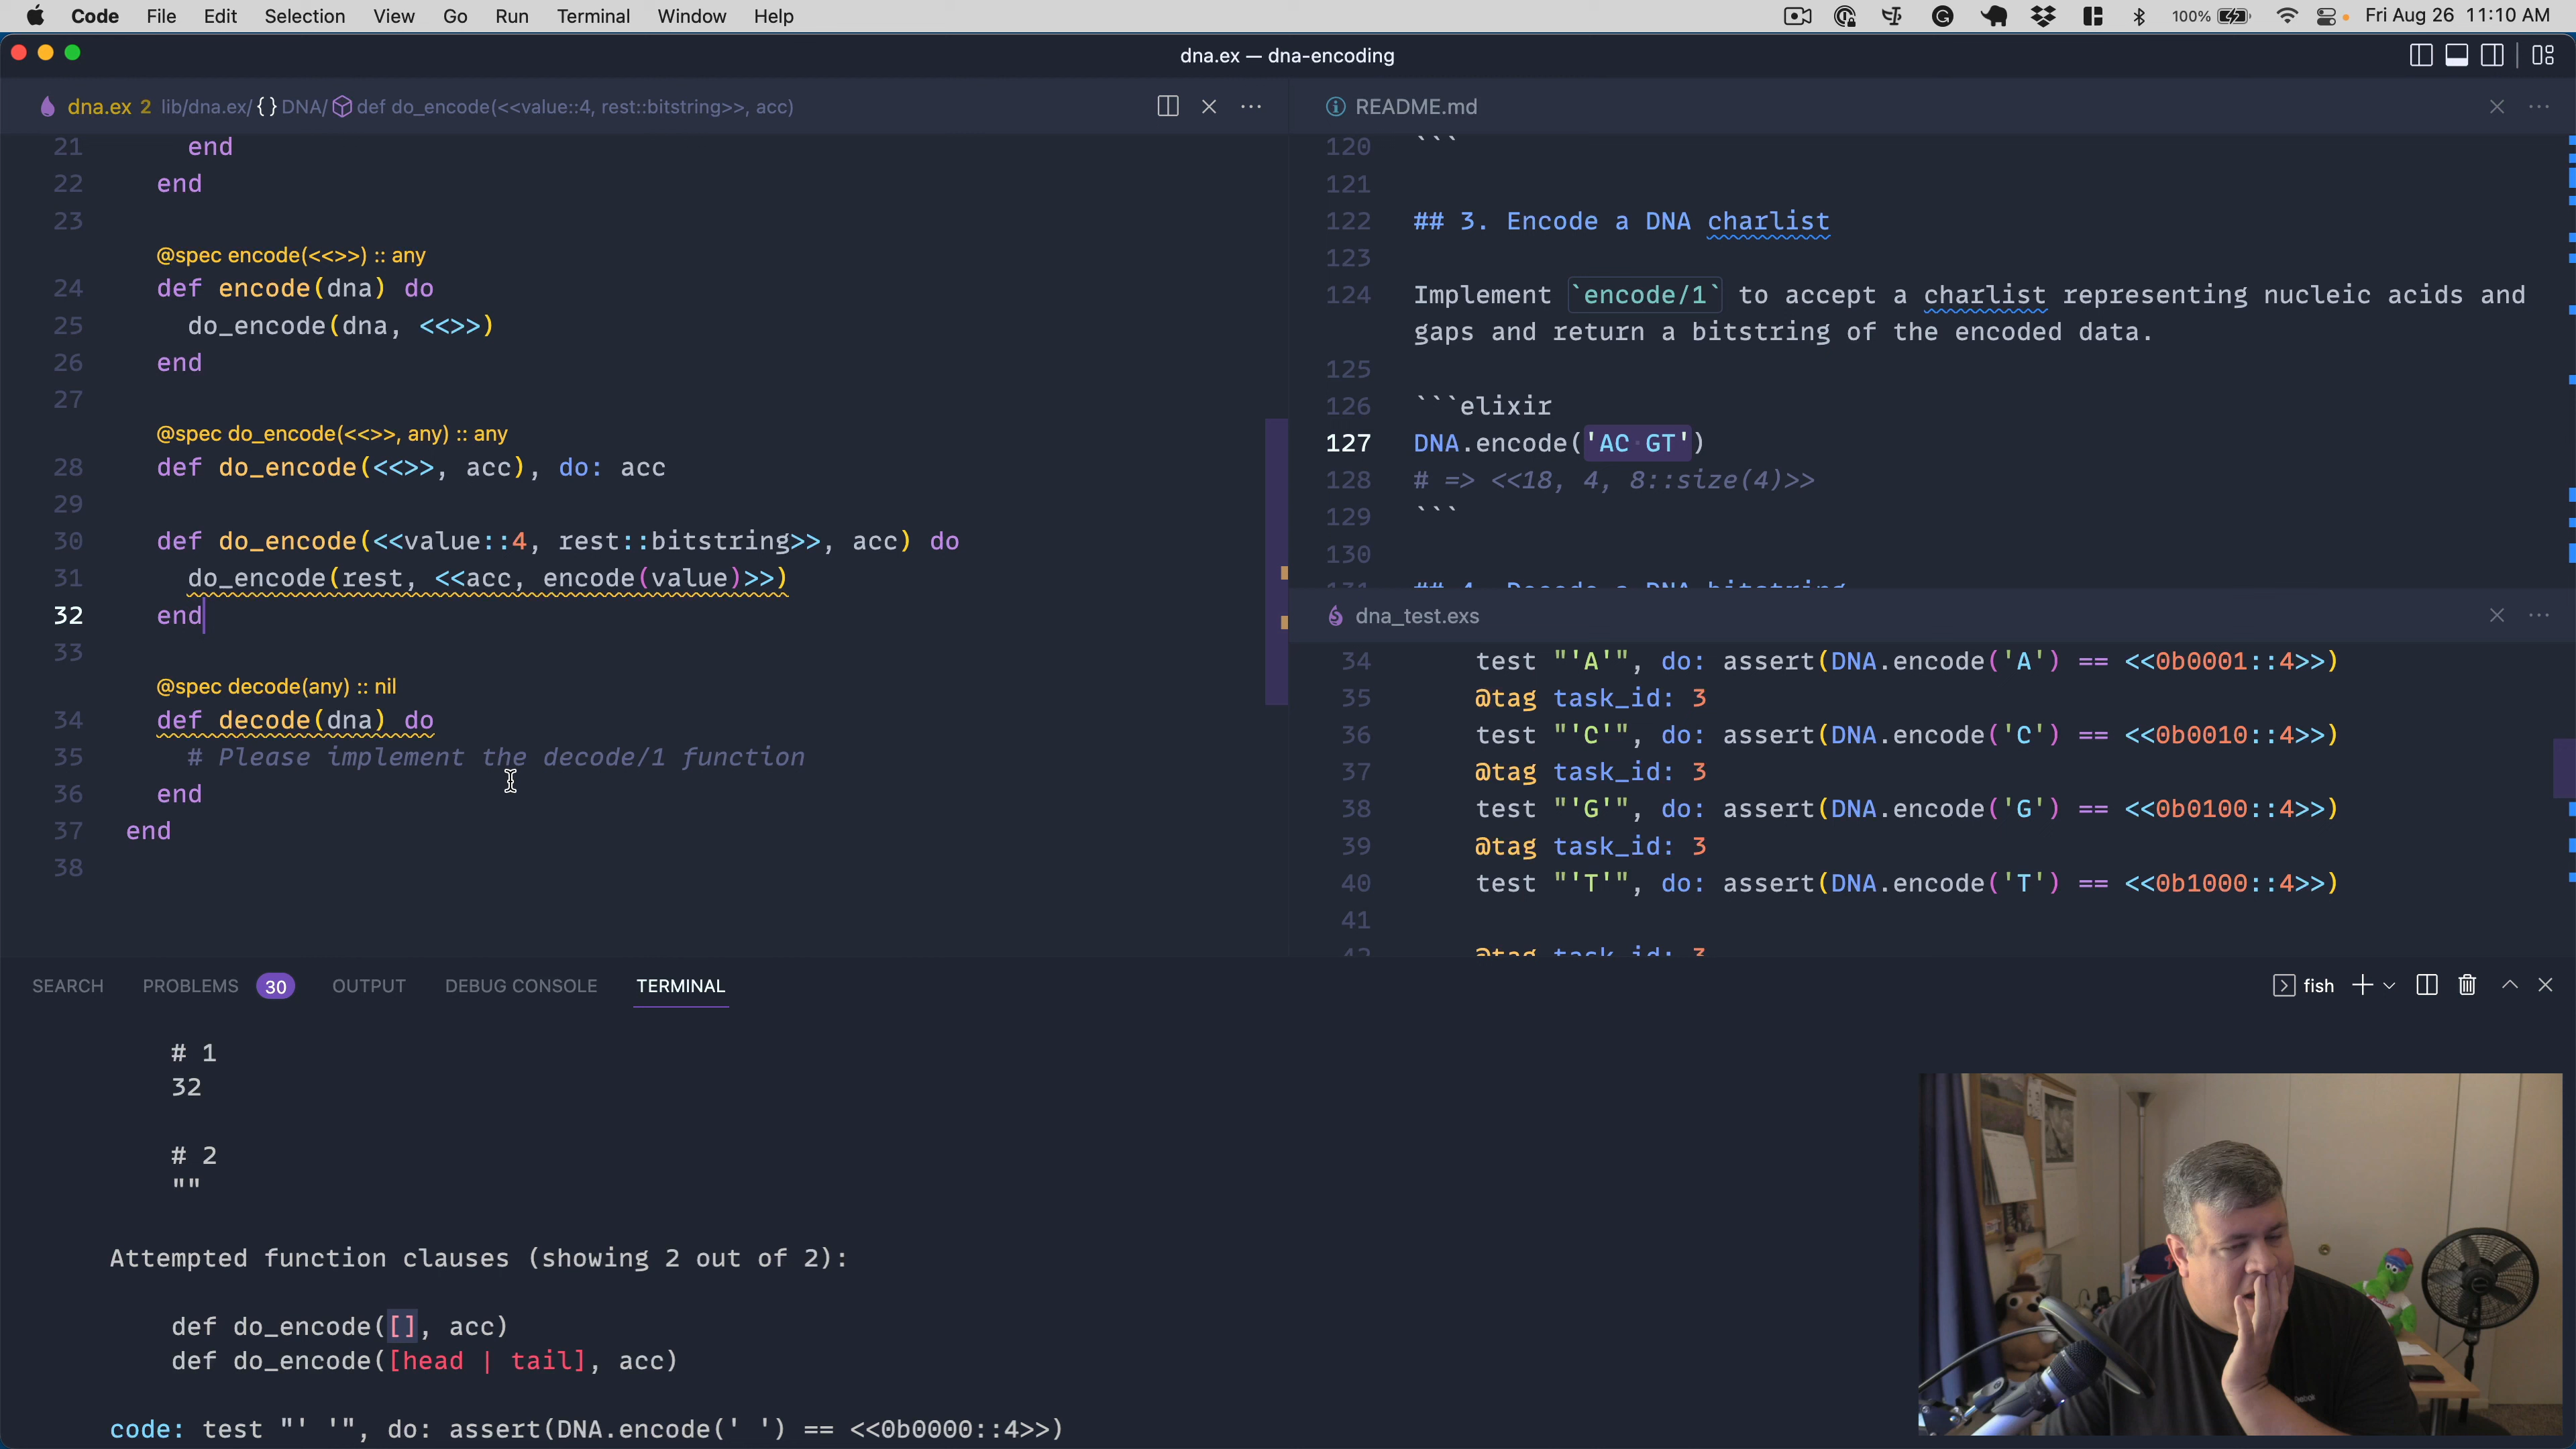 Code File Edit Selection View Go Run Terminal Window Help 100% Fri Aug 26 11:10 AM
dna.ex — dna-encoding
dna.ex 2 lib/dna.ex/ {} DNA/ def do_encode(<<value::4, rest::bitstring>>, acc)
21 end
22 end
23
@spec encode(<<>>) :: any
24 def encode(dna) do
25 do_encode(dna, <<>>)
26 end
27
@spec do_encode(<<>>, any) :: any
28 def do_encode(<<>>, acc), do: acc
29
30 def do_encode(<<value::4, rest::bitstring>>, acc) do
31 do_encode(rest, <<acc, encode(value)>>)
32 end
33
@spec decode(any) :: nil
34 def decode(dna) do
35 # Please implement the decode/1 function
36 end
37 end
38
README.md
120 ```
121
122 ## 3. Encode a DNA charlist
123
124 Implement `encode/1` to accept a charlist representing nucleic acids and
gaps and return a bitstring of the encoded data.
125
126 ```elixir
127 DNA.encode('AC GT')
128 # => <<18, 4, 8::size(4)>>
129 ```
130
131 ## 4. Decode a DNA bitstring
dna_test.exs
34 test "'A'", do: assert(DNA.encode('A') == <<0b0001::4>>)
35 @tag task_id: 3
36 test "'C'", do: assert(DNA.encode('C') == <<0b0010::4>>)
37 @tag task_id: 3
38 test "'G'", do: assert(DNA.encode('G') == <<0b0100::4>>)
39 @tag task_id: 3
40 test "'T'", do: assert(DNA.encode('T') == <<0b1000::4>>)
41
42 @tag task_id: 3
SEARCH PROBLEMS 30 OUTPUT DEBUG CONSOLE TERMINAL fish
# 1
32
# 2
""
Attempted function clauses (showing 2 out of 2):
def do_encode([], acc)
def do_encode([head | tail], acc)
code: test "' '", do: assert(DNA.encode(' ') == <<0b0000::4>>)